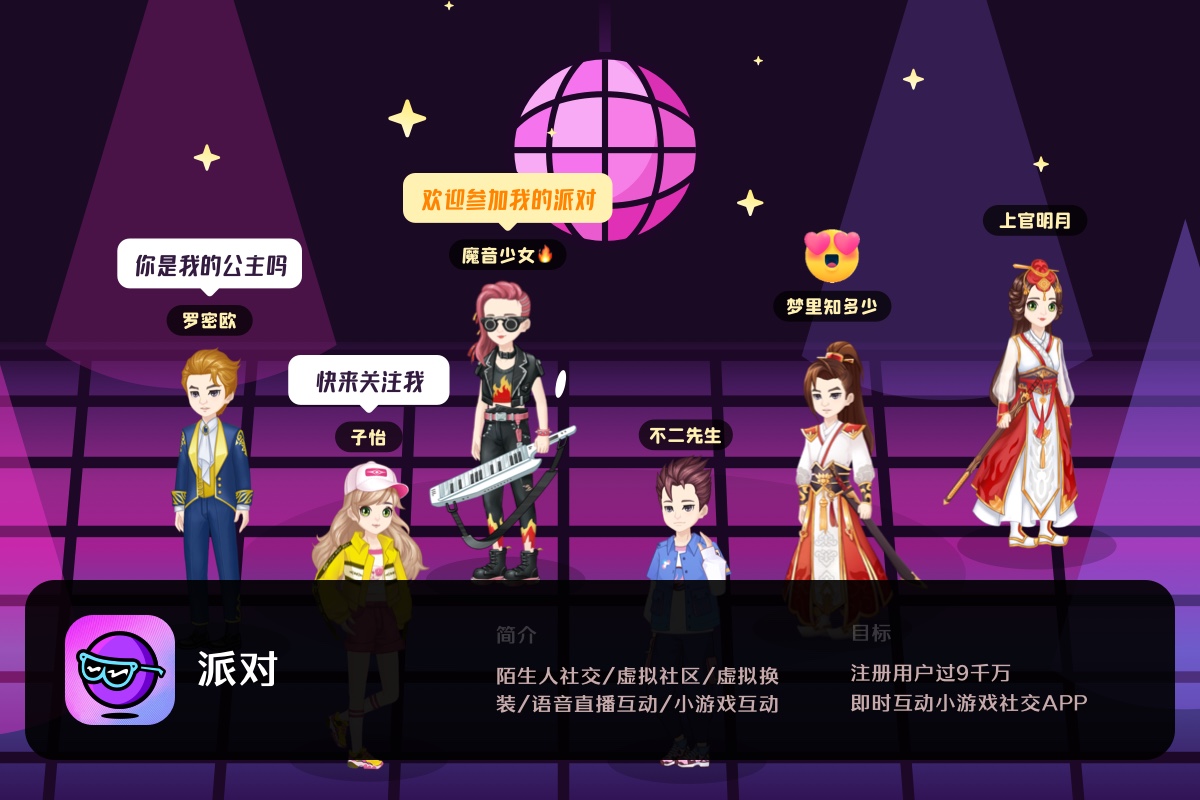 欢迎参加我的派对
魔音少女🔥
你是我的公主吗
罗密欧
上官明月
梦里知多少
快来关注我
子怡
不二先生
派对
简介
陌生人社交/虚拟社区/虚拟换
装/语音直播互动/小游戏互动
目标
注册用户过9千万
即时互动小游戏社交APP